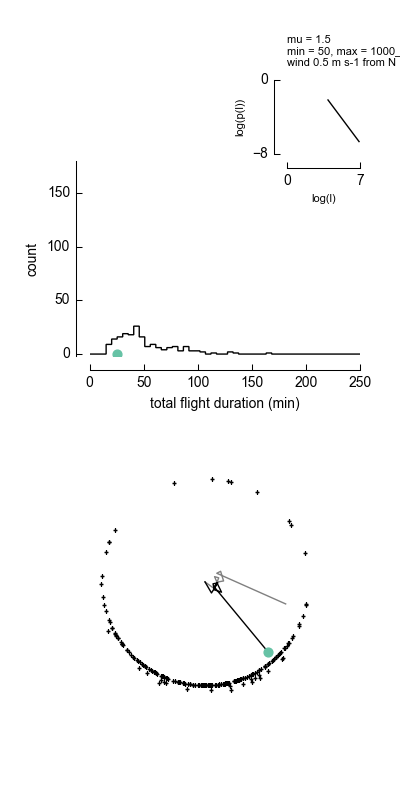 mu = 1.5
min = 50, max = 1000_
wind 0.5 m s-1 from N
0
log(p(l))
−8
0 7
log(l)
150
100
50
0
count
0 50 100 150 200 250
total flight duration (min)